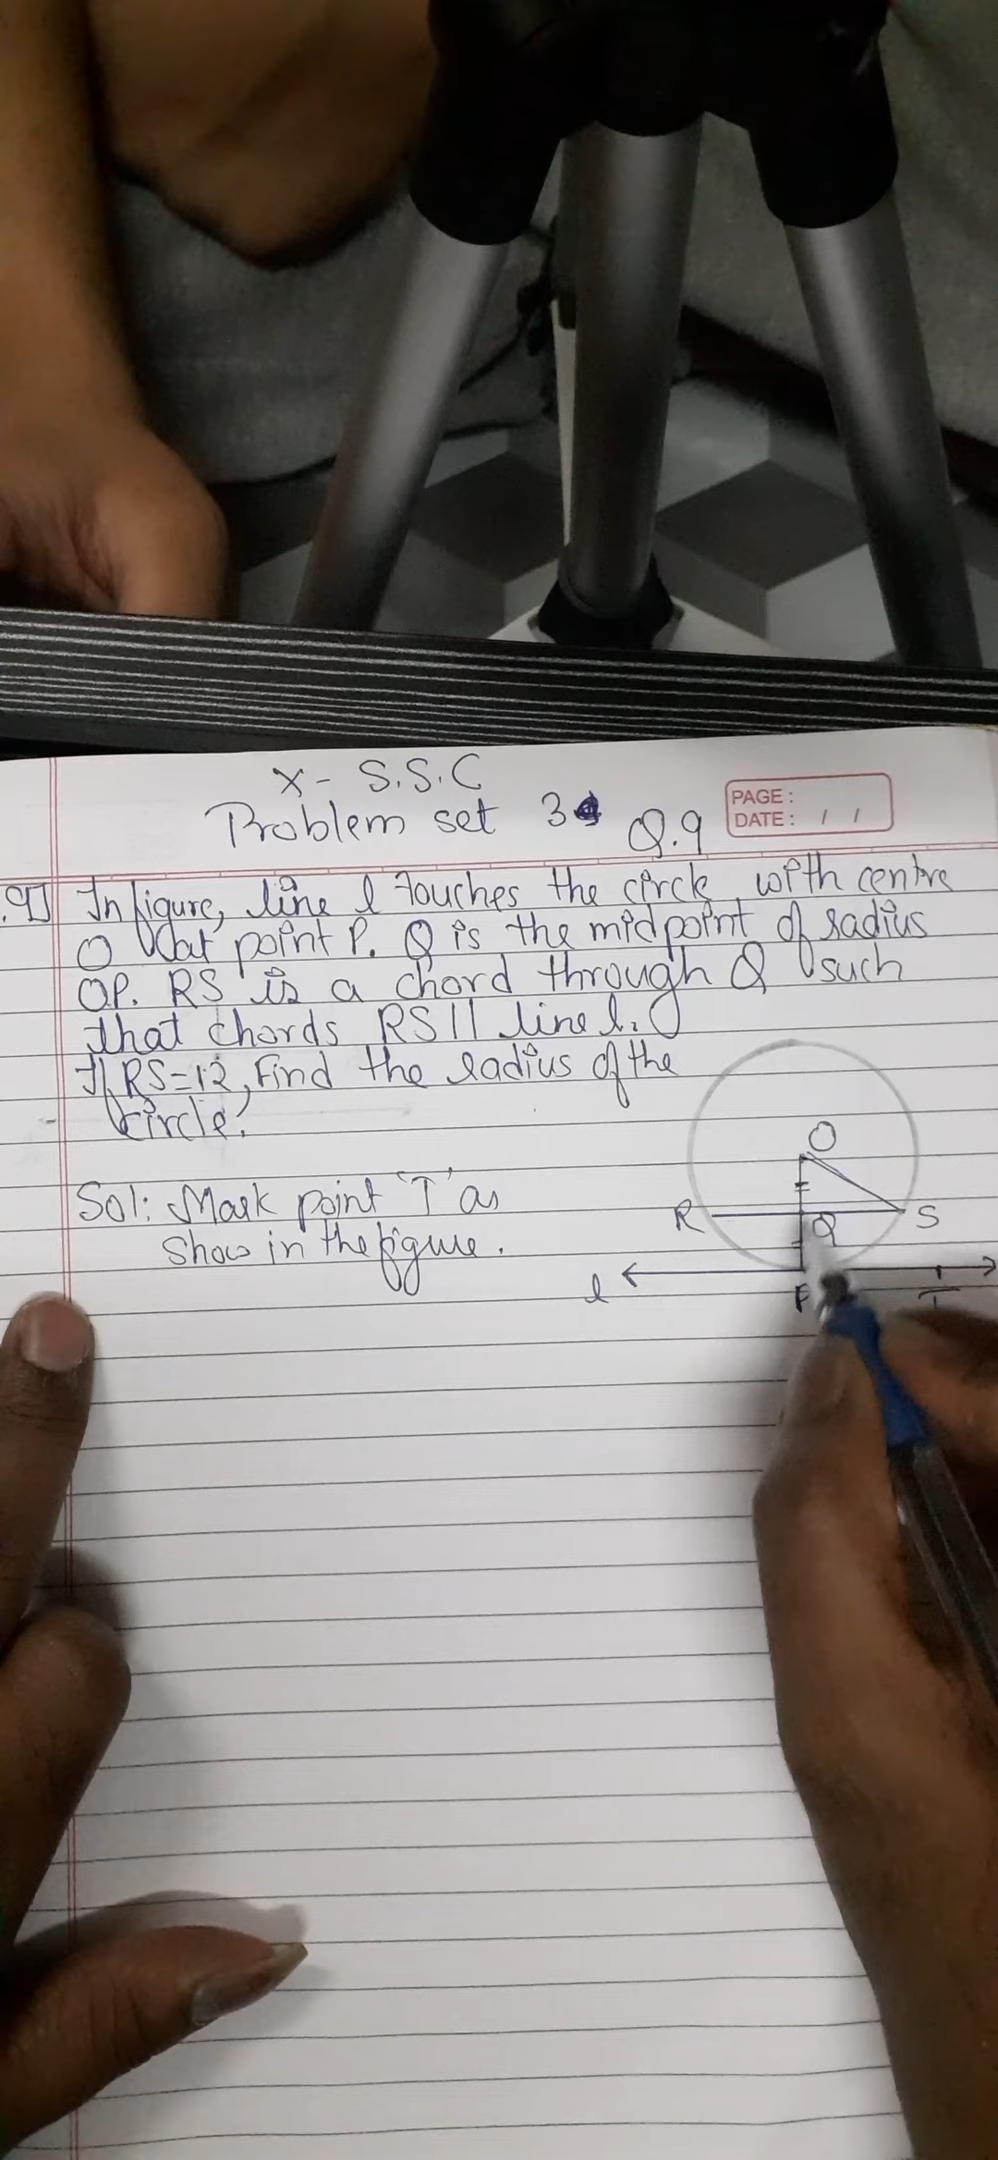 X- S.S.C
Problem set 3
Q.9
PAGE:
DATE: / /
.9] In figure, line l touches the circle with centre
O at point P. Q is the midpoint of radius
OP. RS is a chord through Q such
that chords RS || line l.
If RS=12, Find the radius of the
circle.
Sol: Mark point 'T' as
show in the figure.
O
R
Q
S
l
P
T